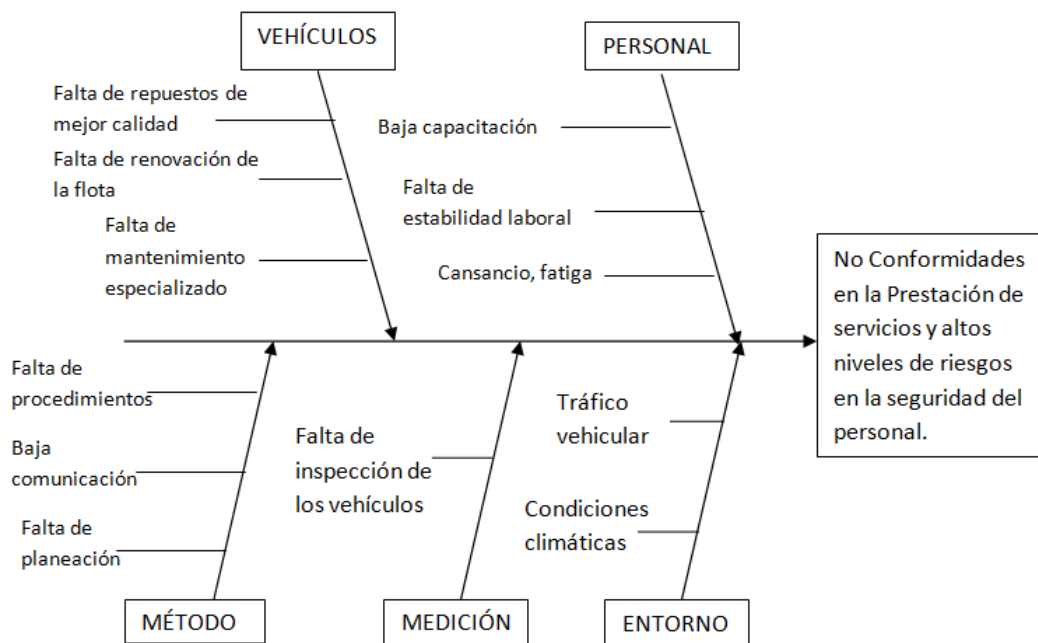 VEHÍCULOS
PERSONAL
Falta de repuestos de
mejor calidad
Falta de renovación de
la flota
Falta de
mantenimiento
especializado
Baja capacitación
Falta de
estabilidad laboral
Cansancio, fatiga
No Conformidades
en la Prestación de
servicios y altos
niveles de riesgos
en la seguridad del
personal.
Falta de
procedimientos
Baja
comunicación
Falta de
planeación
Falta de
inspección de
los vehículos
Tráfico
vehicular
Condiciones
climáticas
MÉTODO
MEDICIÓN
ENTORNO